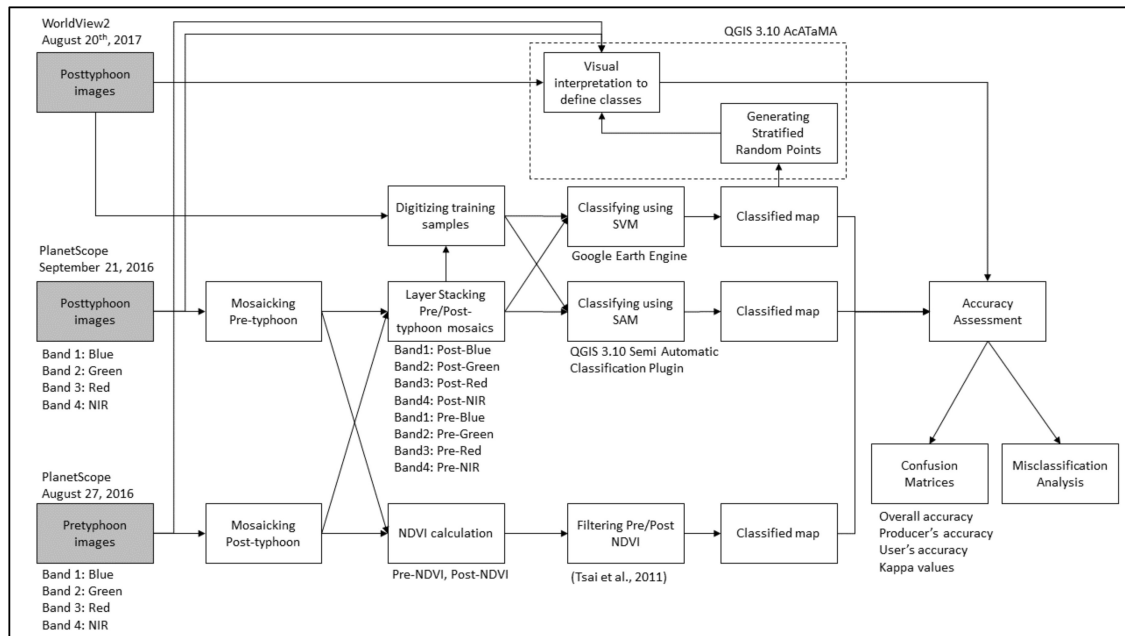 WorldView2
August 20th, 2017
QGIS 3.10 AcATaMA
Posttyphoon
images
Visual
interpretation to
define classes
Generating
Stratified
Random Points
Digitizing training
samples
Classifying using
SVM
Classified map
Google Earth Engine
PlanetScope
September 21, 2016
Posttyphoon
images
Mosaicking
Pre-typhoon
Layer Stacking
Pre/Post-
typhoon mosaics
Classifying using
SAM
Classified map
Accuracy
Assessment
Band 1: Blue
Band 2: Green
Band 3: Red
Band 4: NIR
Band1: Post-Blue
Band2: Post-Green
Band3: Post-Red
Band4: Post-NIR
Band1: Pre-Blue
Band2: Pre-Green
Band3: Pre-Red
Band4: Pre-NIR
QGIS 3.10 Semi Automatic
Classification Plugin
Confusion
Matrices
Misclassification
Analysis
Overall accuracy
Producer's accuracy
User's accuracy
Kappa values
PlanetScope
August 27, 2016
Pretyphoon
images
Mosaicking
Post-typhoon
NDVI calculation
Filtering Pre/Post
NDVI
Classified map
Pre-NDVI, Post-NDVI
(Tsai et al., 2011)
Band 1: Blue
Band 2: Green
Band 3: Red
Band 4: NIR